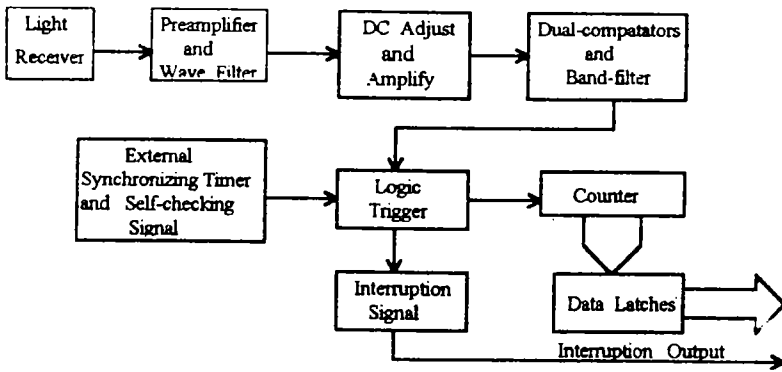 Light
Receiver
Preamplifier
and
Wave Filter
DC Adjust
and
Amplify
Dual-compatators
and
Band-filter
External
Synchronizing Timer
and Self-checking
Signal
Logic
Trigger
Counter
Interruption
Signal
Data Latches
Interruption Output